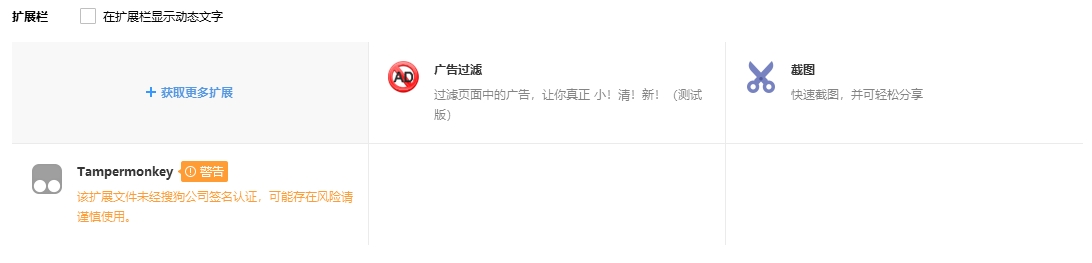 扩展栏 在扩展栏显示动态文字
+ 获取更多扩展
AD
广告过滤
过滤页面中的广告，让你真正 小！清！新！（测试
版）
截图
快速截图，并可轻松分享
Tampermonkey 警告
该扩展文件未经搜狗公司签名认证，可能存在风险请
谨慎使用。